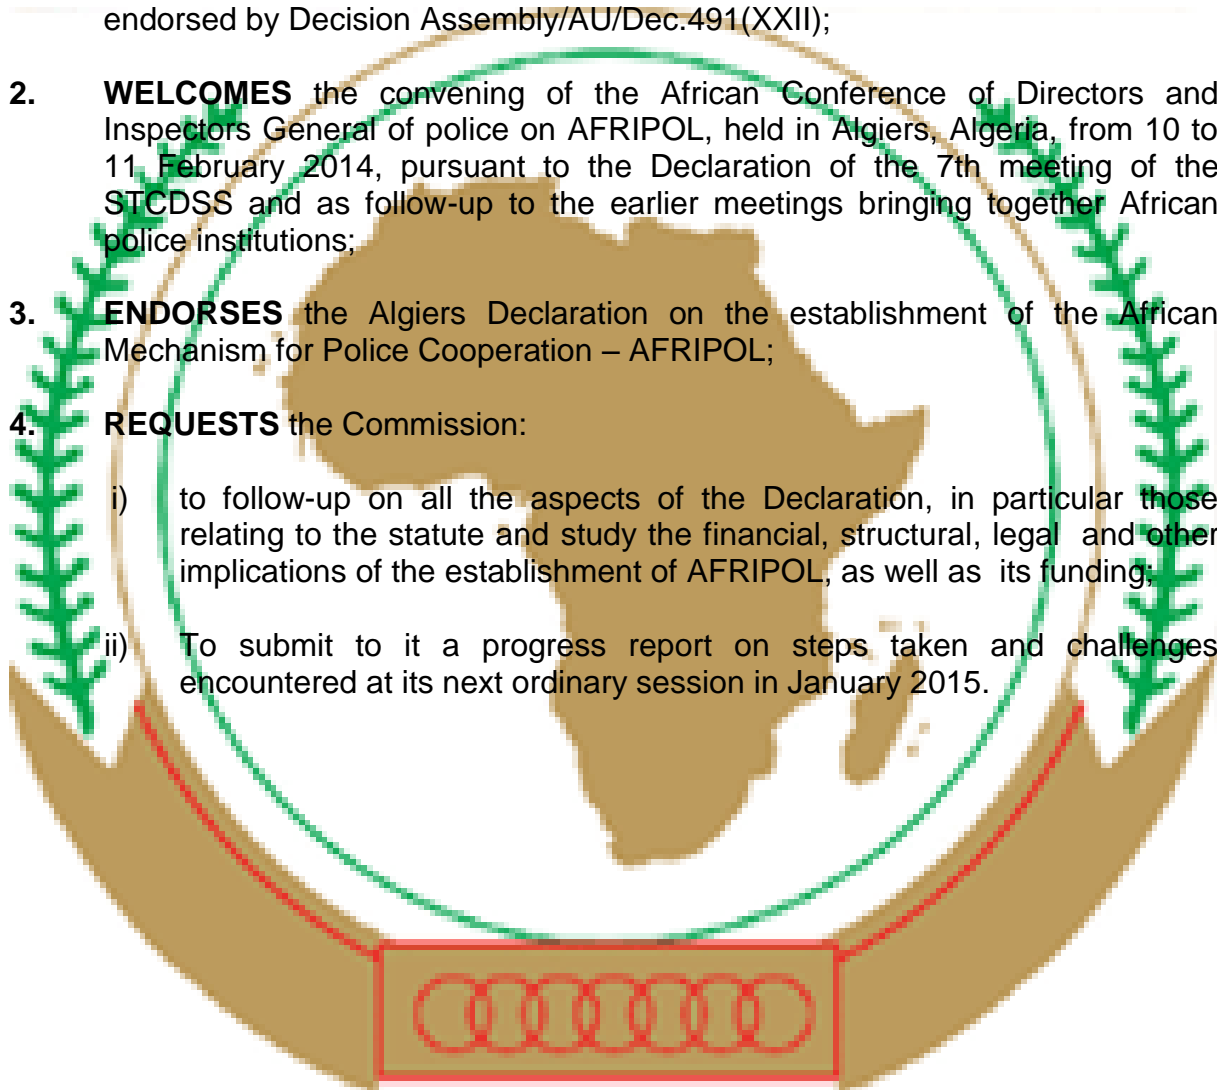 endorsed by Decision Assembly/AU/Dec.491(XXII);
2. WELCOMES the convening of the African Conference of Directors and
Inspectors General of police on AFRIPOL, held in Algiers, Algeria, from 10 to
11 February 2014, pursuant to the Declaration of the 7th meeting of the
STCDSS and as follow-up to the earlier meetings bringing together African
police institutions;
3. ENDORSES the Algiers Declaration on the establishment of the African
Mechanism for Police Cooperation – AFRIPOL;
4. REQUESTS the Commission:
i) to follow-up on all the aspects of the Declaration, in particular those
relating to the statute and study the financial, structural, legal and other
implications of the establishment of AFRIPOL, as well as its funding;
ii) To submit to it a progress report on steps taken and challenges
encountered at its next ordinary session in January 2015.